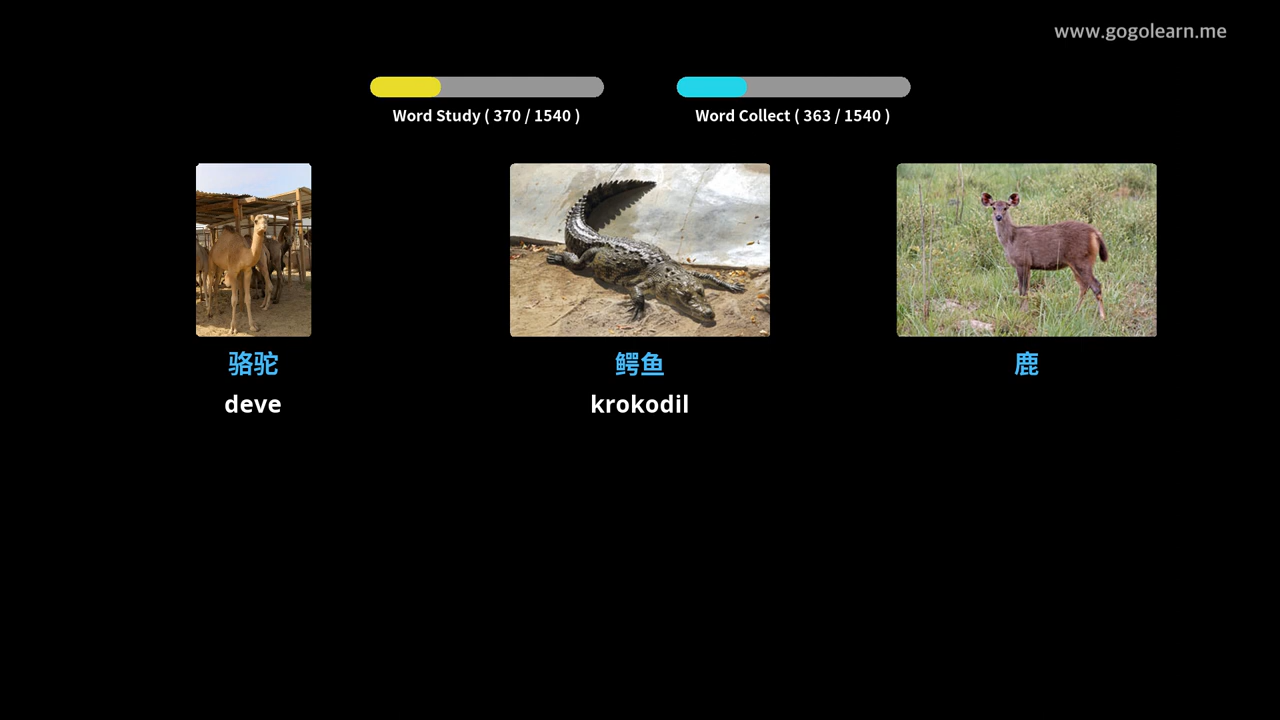 www.gogolearn.me
Word Study ( 370 / 1540 )
Word Collect ( 363 / 1540 )
骆驼
鳄鱼
鹿
deve
krokodil